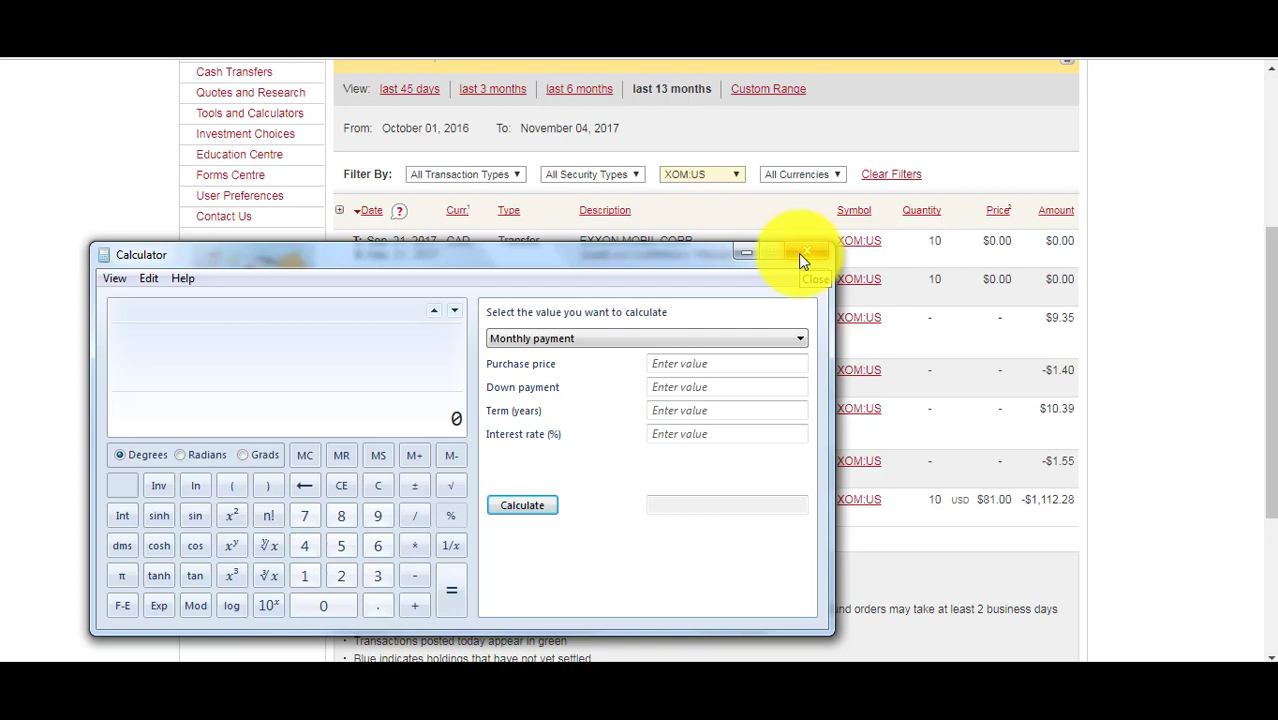 Cash Transfers
Quotes and Research
Tools and Calculators
Investment Choices
Education Centre
Forms Centre
User Preferences
Contact Us
View: last 45 days last 3 months last 6 months last 13 months Custom Range
From: October 01, 2016 To: November 04, 2017
Filter By: All Transaction Types All Security Types XOM:US All Currencies Clear Filters
Date ? Curr.1 Type Description Symbol Quantity Price2 Amount
T: Sep. 21, 2017 CAD Transfer EXXON MOBIL CORP XOM:US 10 $0.00 $0.00
XOM:US 10 $0.00 $0.00
XOM:US - - $9.35
XOM:US - - -$1.40
XOM:US - - $10.39
XOM:US - - -$1.55
XOM:US 10 USD $81.00 -$1,112.28
Calculator
Close
View Edit Help
0
Degrees Radians Grads MC MR MS M+ M-
Inv ln ( ) ← CE C ± √
Int sinh sin x² n! 7 8 9 / %
dms cosh cos xʸ ʸ√x 4 5 6 * 1/x
π tanh tan x³ ³√x 1 2 3 - =
F-E Exp Mod log 10ˣ 0 . +
Select the value you want to calculate
Monthly payment
Purchase price Enter value
Down payment Enter value
Term (years) Enter value
Interest rate (%) Enter value
Calculate
und orders may take at least 2 business days
Transactions posted today appear in green
Blue indicates holdings that have not yet settled